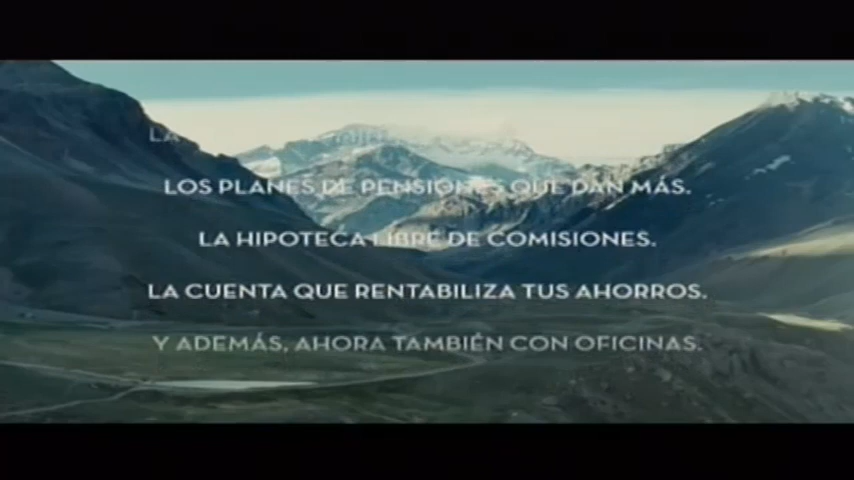 LA
LOS PLANES DE PENSIONES QUE DAN MÁS.
LA HIPOTECA LIBRE DE COMISIONES.
LA CUENTA QUE RENTABILIZA TUS AHORROS.
Y ADEMÁS, AHORA TAMBIÉN CON OFICINAS.